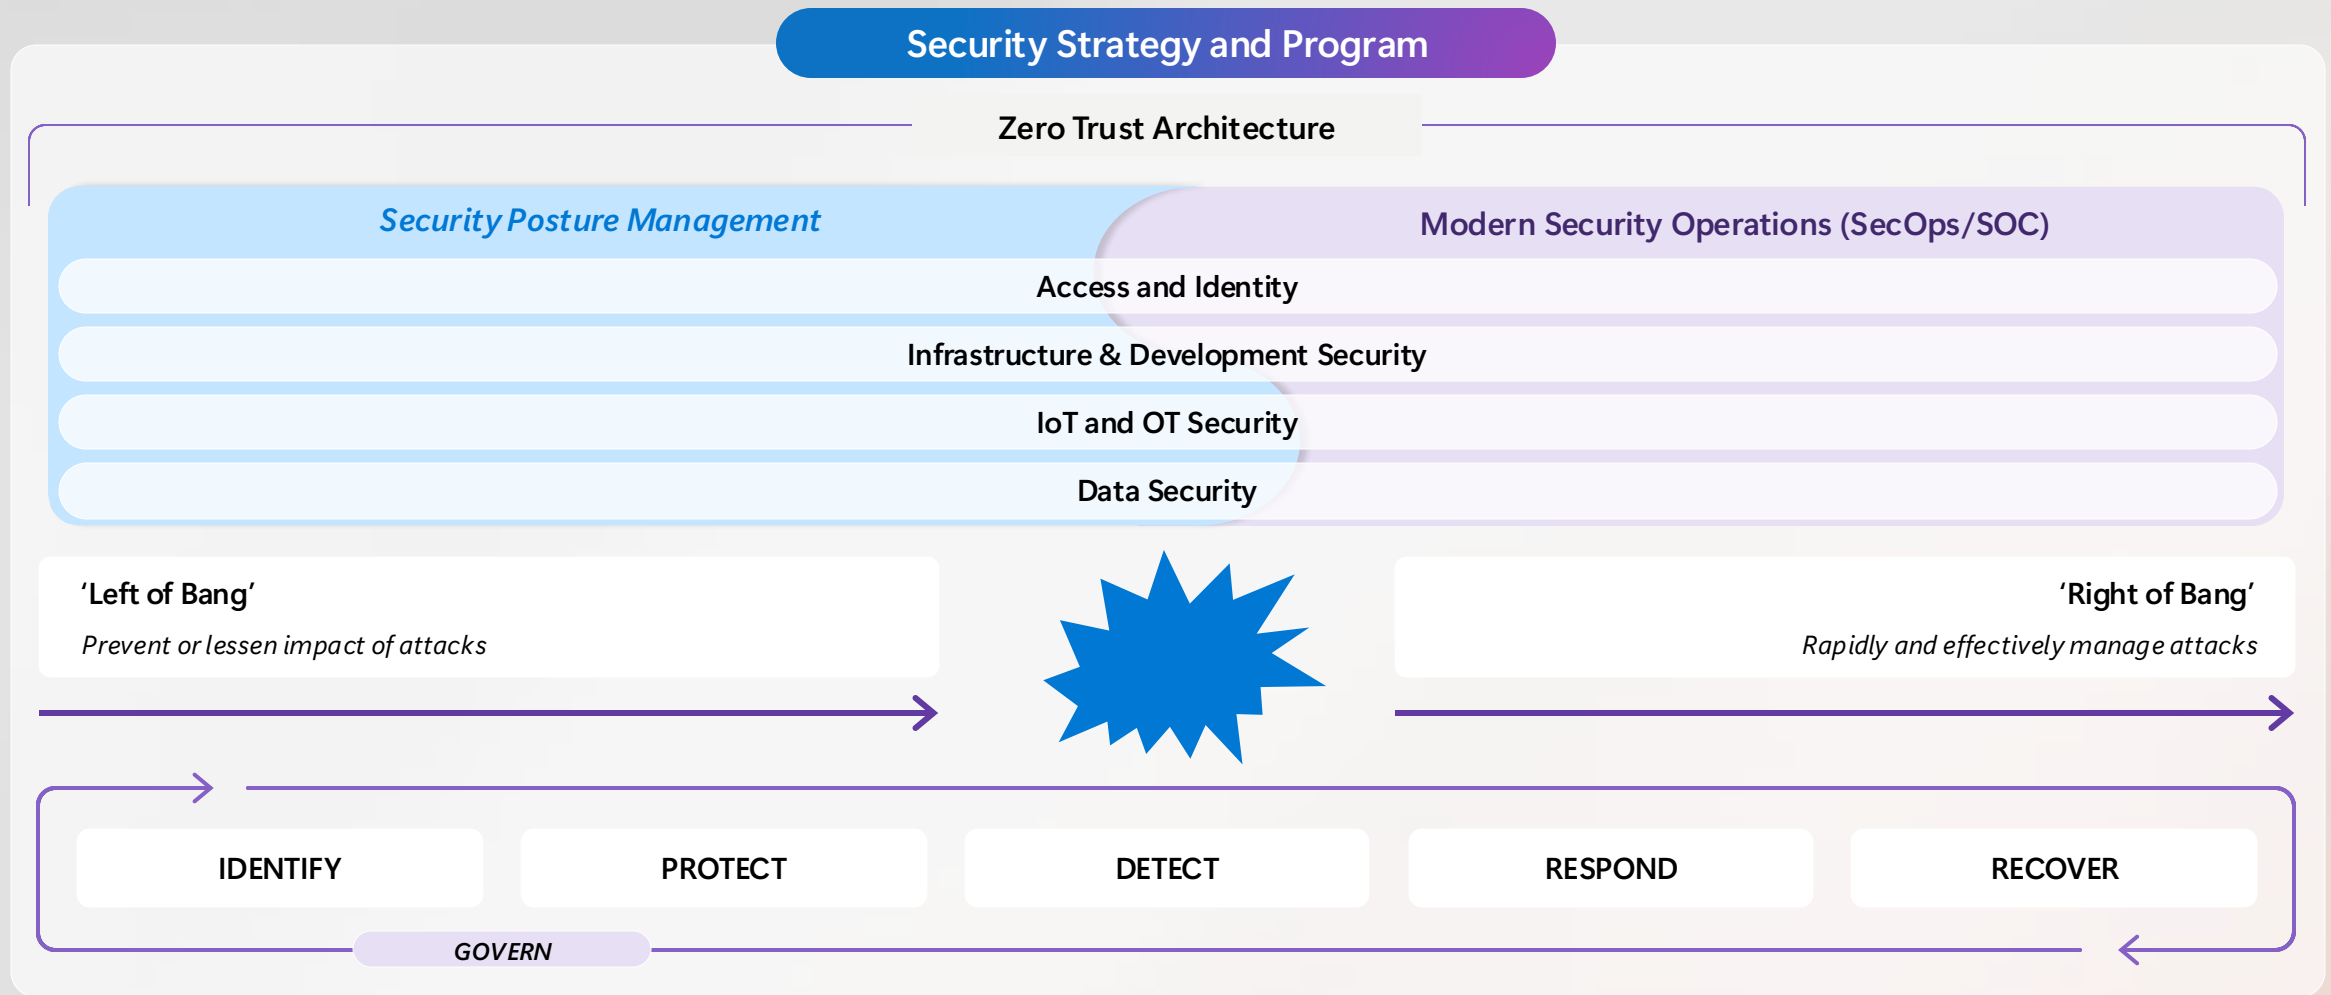 Security Strategy and Program
Zero Trust Architecture
Security Posture Management
Modern Security Operations (SecOps/SOC)
Access and Identity
Infrastructure & Development Security
IoT and OT Security
Data Security
‘Left of Bang’
Prevent or lessen impact of attacks
‘Right of Bang’
Rapidly and effectively manage attacks
IDENTIFY
PROTECT
DETECT
RESPOND
RECOVER
GOVERN